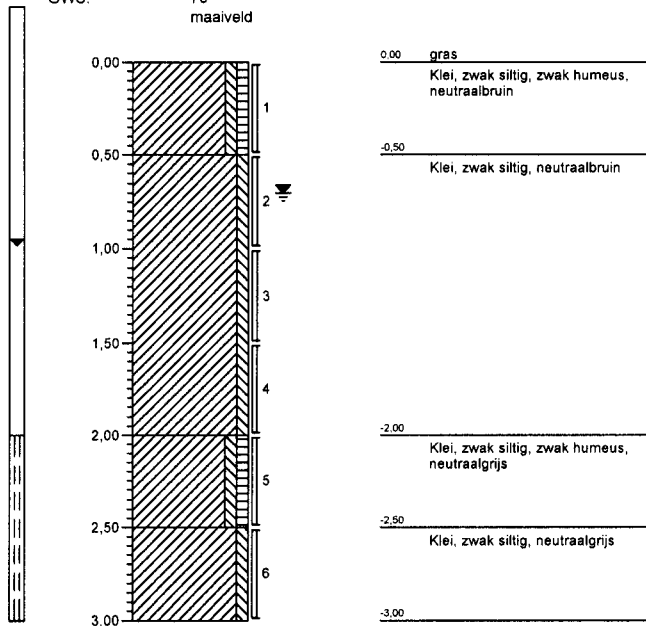 GWS: 70
maaiveld
0,00
0,50
1,00
1,50
2,00
2,50
3,00
1
2
3
4
5
6
0,00 gras
Klei, zwak siltig, zwak humeus,
neutraalbruin
-0,50
Klei, zwak siltig, neutraalbruin
-2,00
Klei, zwak siltig, zwak humeus,
neutraalgrijs
-2,50
Klei, zwak siltig, neutraalgrijs
-3,00